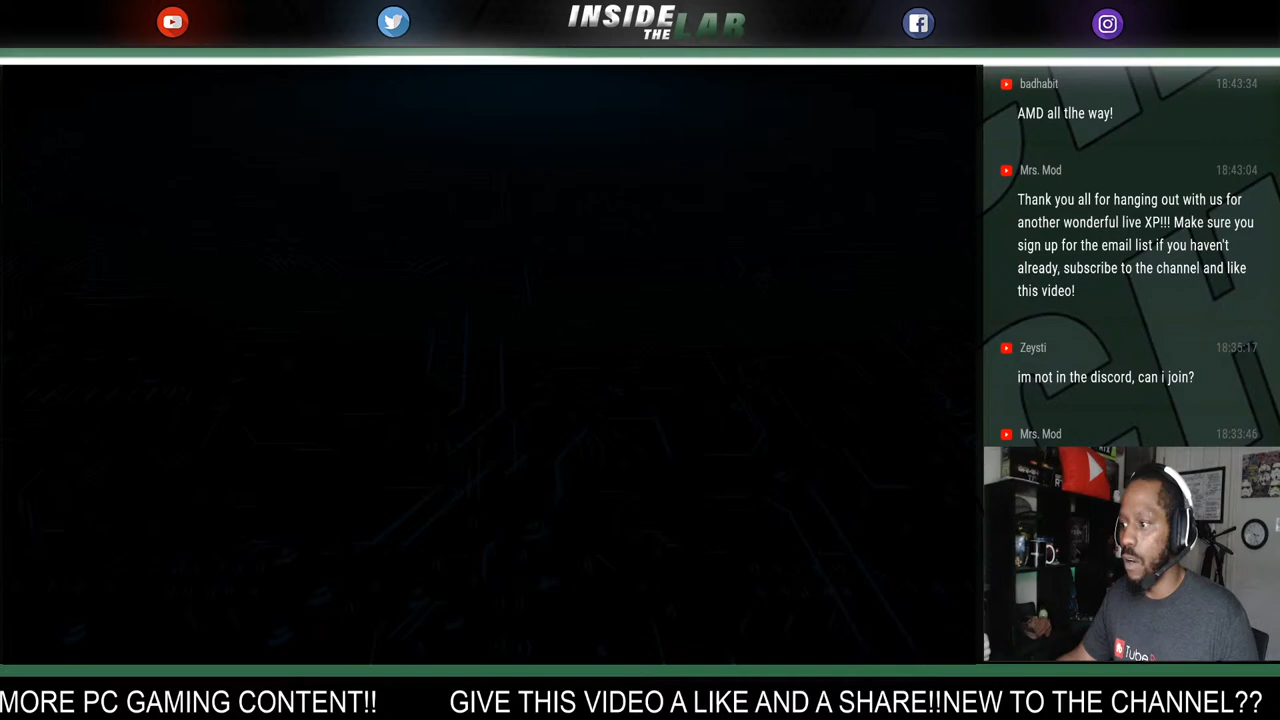 INSIDE
THE LAB
badhabit 18:43:34
AMD all tlhe way!
Mrs. Mod 18:43:04
Thank you all for hanging out with us for
another wonderful live XP!!! Make sure you
sign up for the email list if you haven't
already, subscribe to the channel and like
this video!
Zeysti 18:35:17
im not in the discord, can i join?
Mrs. Mod 18:33:46
Tube
MORE PC GAMING CONTENT!! GIVE THIS VIDEO A LIKE AND A SHARE!!NEW TO THE CHANNEL??